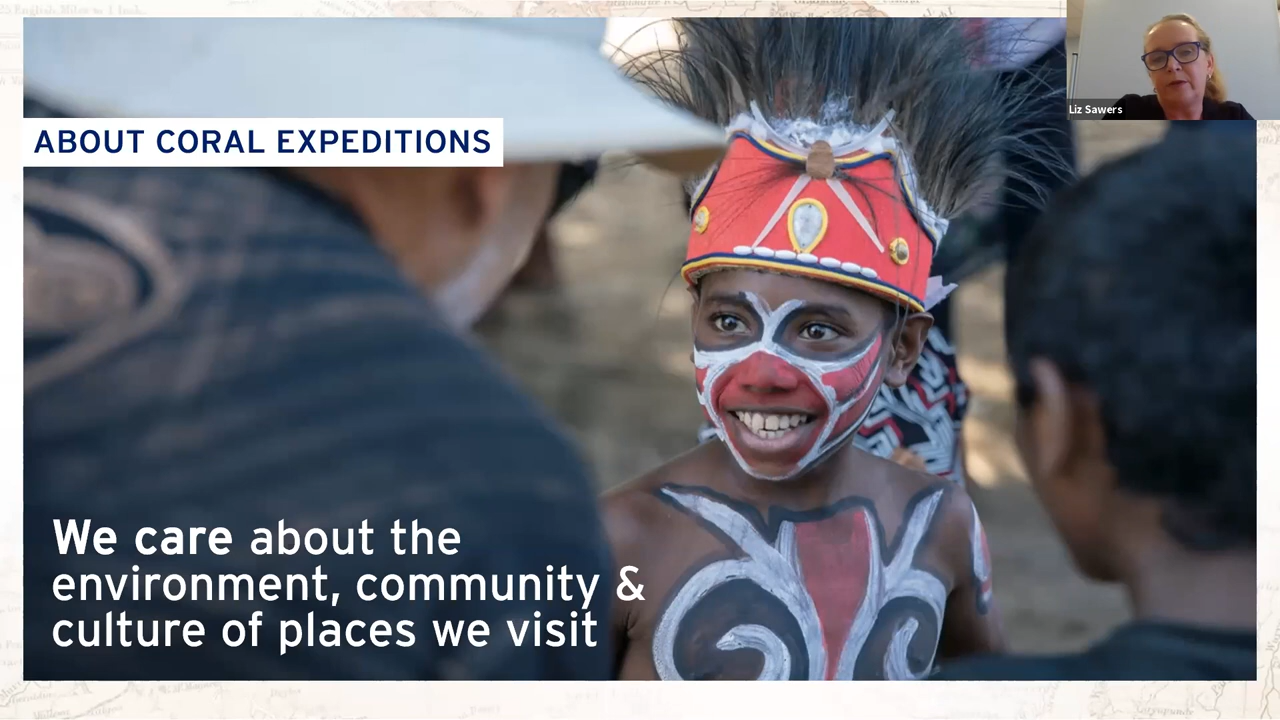 ABOUT CORAL EXPEDITIONS
Liz Sawers
We care about the
environment, community &
culture of places we visit